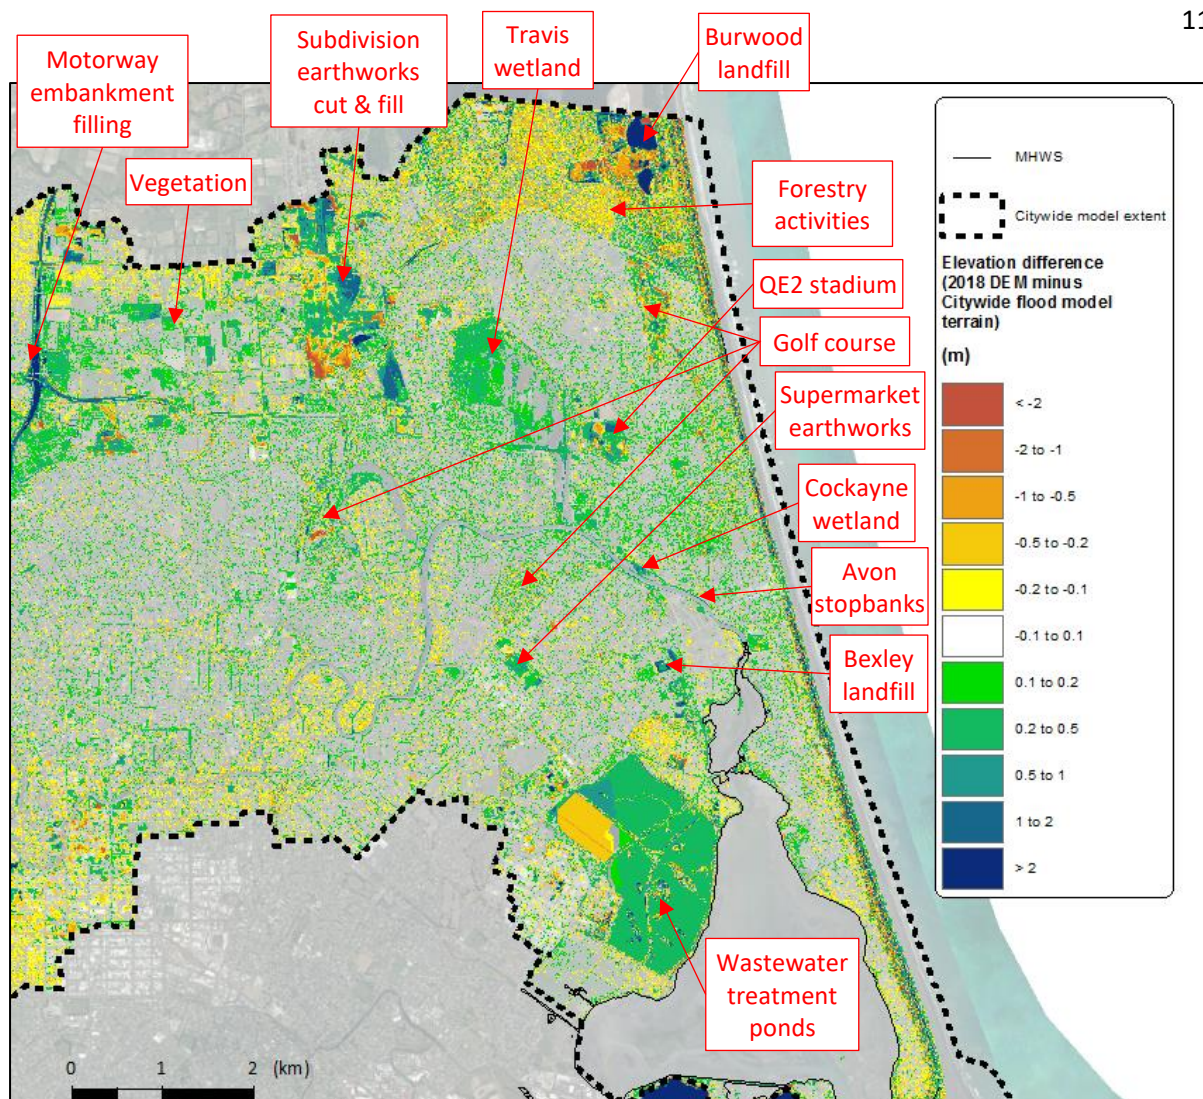 11
Motorway
embankment
filling
Subdivision
earthworks
cut & fill
Travis
wetland
Burwood
landfill
Vegetation
Forestry
activities
QE2 stadium
Golf course
Supermarket
earthworks
Cockayne
wetland
Avon
stopbanks
Bexley
landfill
Wastewater
treatment
ponds
MHWS
Citywide model extent
Elevation difference
(2018 DEM minus
Citywide flood model
terrain)
(m)
< -2
-2 to -1
-1 to -0.5
-0.5 to -0.2
-0.2 to -0.1
-0.1 to 0.1
0.1 to 0.2
0.2 to 0.5
0.5 to 1
1 to 2
> 2
0 1 2 (km)